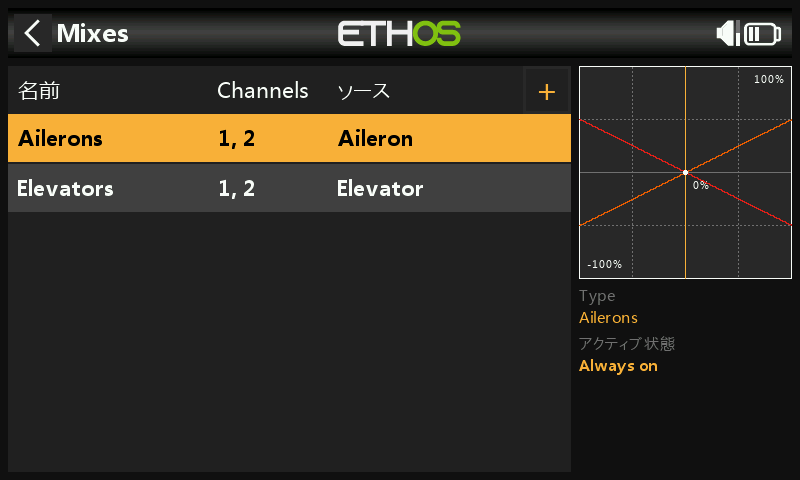 Mixes
ETHOS
名前 Channels ソース +
Ailerons 1, 2 Aileron
Elevators 1, 2 Elevator
100%
0%
-100%
Type
Ailerons
アクティブ状態
Always on